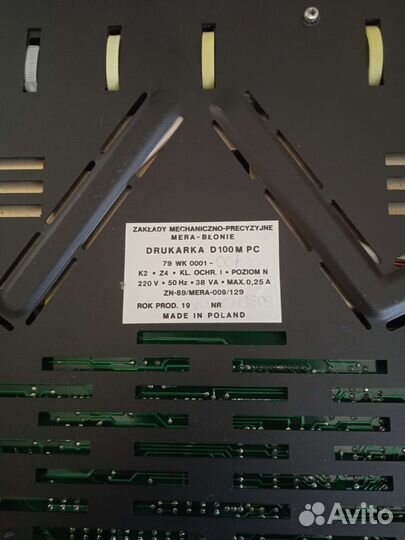 ZAKŁADY MECHANICZNO-PRECYZYJNE
MERA-BŁONIE
DRUKARKA D100M PC
79 WK 0001-
K2 • Z4 • KL. OCHR. I • POZIOM N
220 V • 50 Hz • 38 VA • MAX. 0,25 A
ZN-89/MERA-009/129
ROK PROD. 19 NR
MADE IN POLAND
Avito